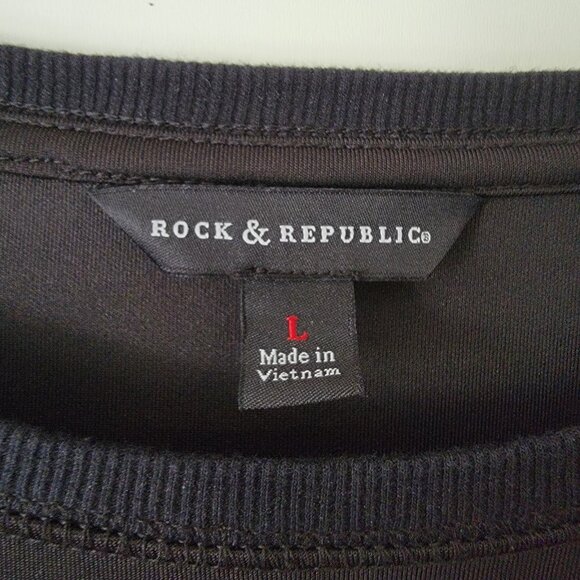 ROCK & REPUBLIC®
L
Made in
Vietnam